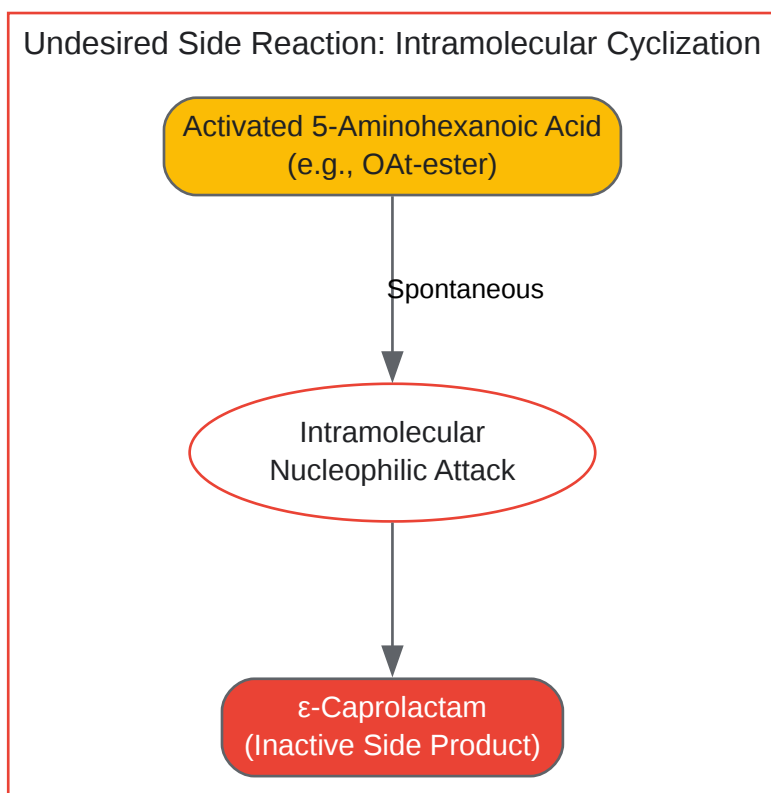 Undesired Side Reaction: Intramolecular Cyclization
Activated 5-Aminohexanoic Acid
(e.g., OAt-ester)
Spontaneous
Intramolecular
Nucleophilic Attack
ε-Caprolactam
(Inactive Side Product)